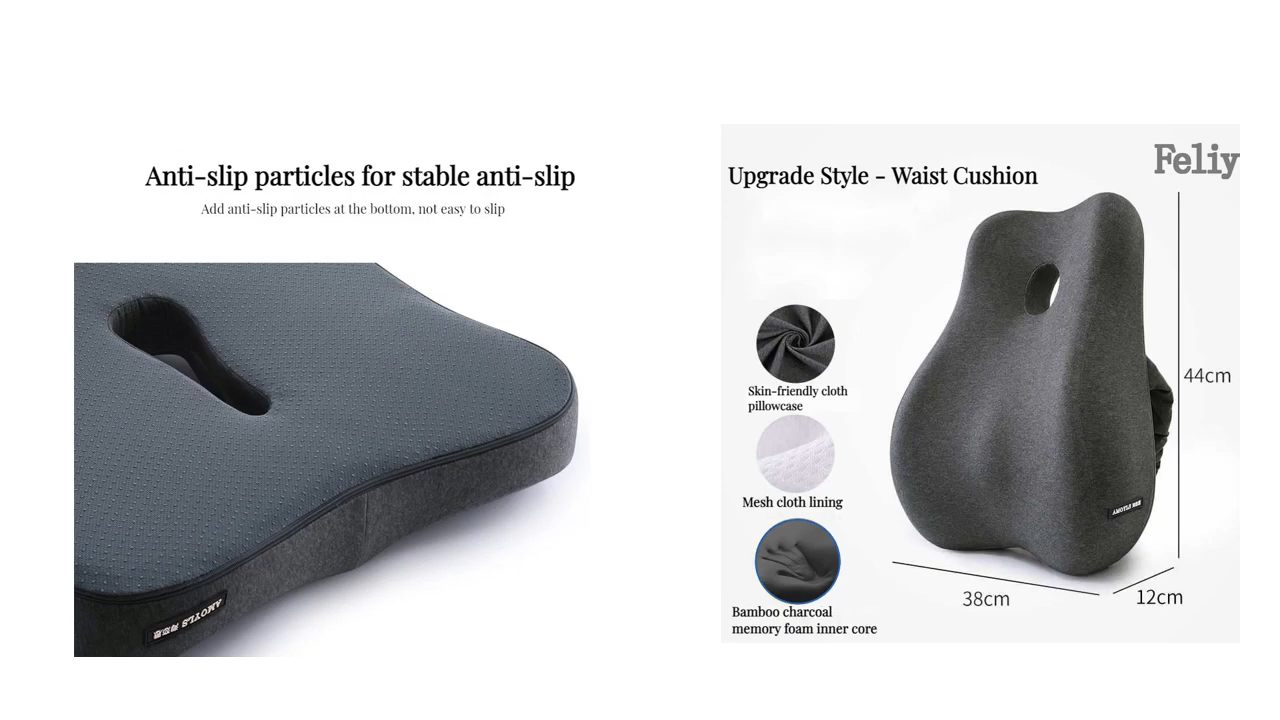 Anti-slip particles for stable anti-slip
Add anti-slip particles at the bottom, not easy to slip
AMOYLS
Feliy
Upgrade Style - Waist Cushion
Skin-friendly cloth
pillowcase
Mesh cloth lining
Bamboo charcoal
memory foam inner core
44cm
38cm
12cm
AMOYLS